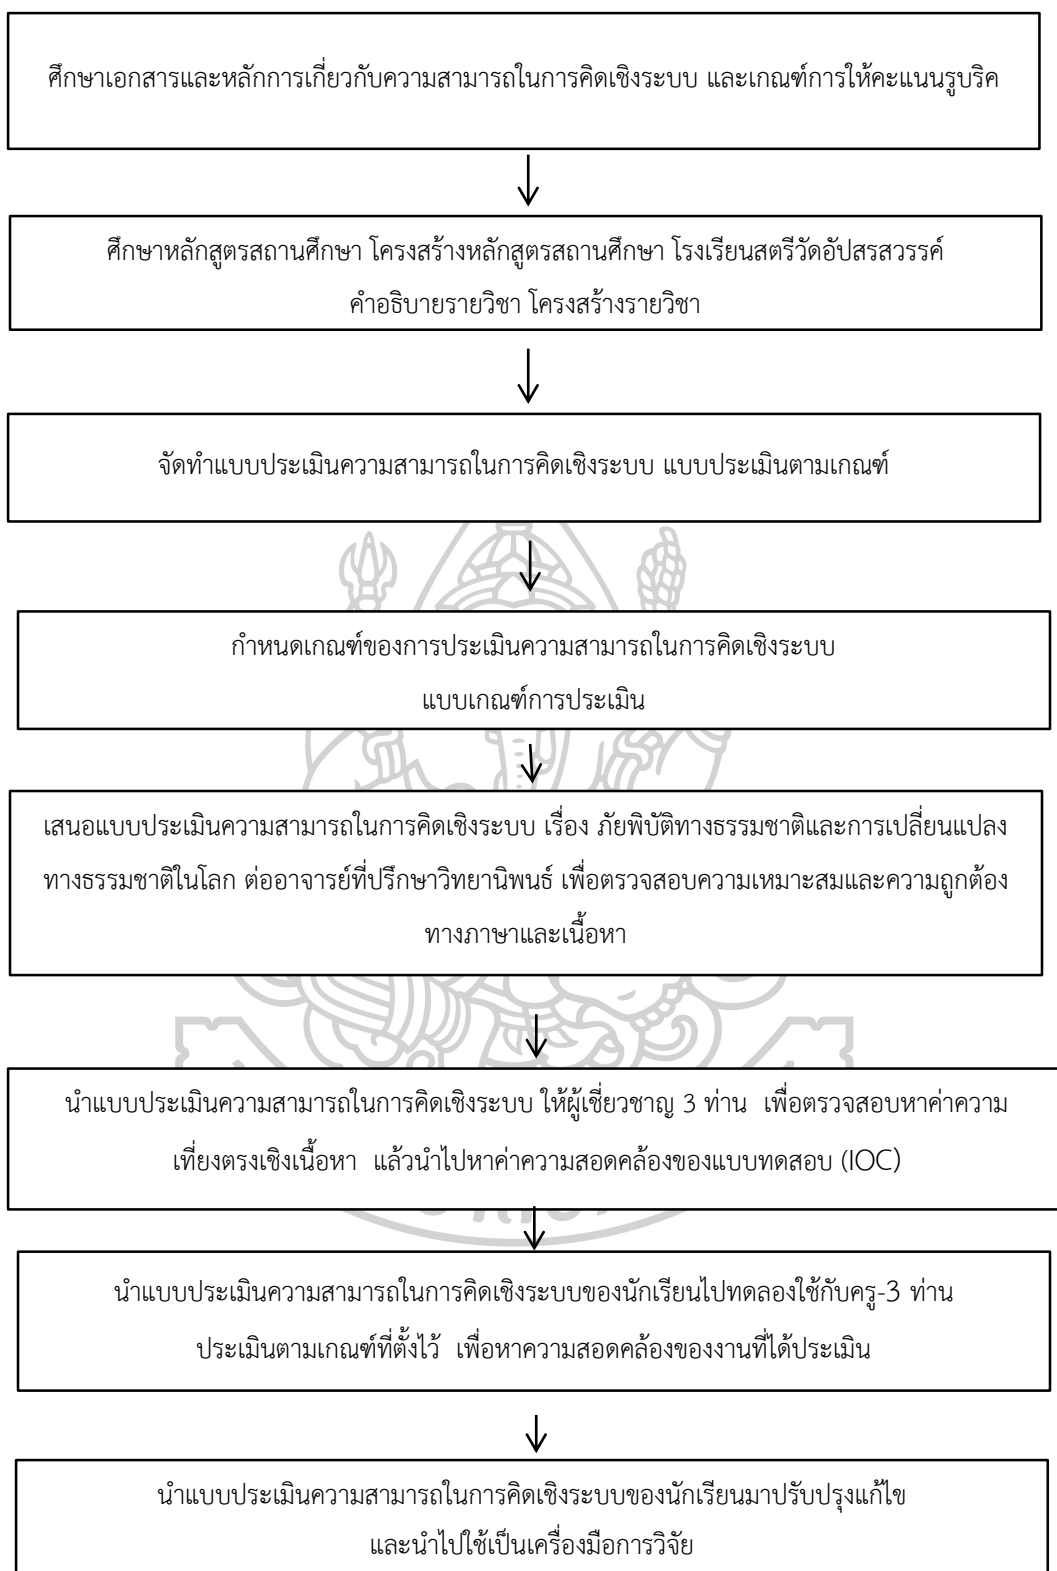 ศึกษาเอกสารและหลักการเกี่ยวกับความสามารถในการคิดเชิงระบบ และเกณฑ์การให้คะแนนรูบริค
ศึกษาหลักสูตรสถานศึกษา โครงสร้างหลักสูตรสถานศึกษา โรงเรียนสตรีวัดอัปสรสวรรค์
คำอธิบายรายวิชา โครงสร้างรายวิชา
จัดทำแบบประเมินความสามารถในการคิดเชิงระบบ แบบประเมินตามเกณฑ์
กำหนดเกณฑ์ของการประเมินความสามารถในการคิดเชิงระบบ
แบบเกณฑ์การประเมิน
เสนอแบบประเมินความสามารถในการคิดเชิงระบบ เรื่อง ภัยพิบัติทางธรรมชาติและการเปลี่ยนแปลง
ทางธรรมชาติในโลก ต่ออาจารย์ที่ปรึกษาวิทยานิพนธ์ เพื่อตรวจสอบความเหมาะสมและความถูกต้อง
ทางภาษาและเนื้อหา
นำแบบประเมินความสามารถในการคิดเชิงระบบ ให้ผู้เชี่ยวชาญ 3 ท่าน เพื่อตรวจสอบหาค่าความ
เที่ยงตรงเชิงเนื้อหา แล้วนำไปหาค่าความสอดคล้องของแบบทดสอบ (IOC)
นำแบบประเมินความสามารถในการคิดเชิงระบบของนักเรียนไปทดลองใช้กับครู-3 ท่าน
ประเมินตามเกณฑ์ที่ตั้งไว้ เพื่อหาความสอดคล้องของงานที่ได้ประเมิน
นำแบบประเมินความสามารถในการคิดเชิงระบบของนักเรียนมาปรับปรุงแก้ไข
และนำไปใช้เป็นเครื่องมือการวิจัย